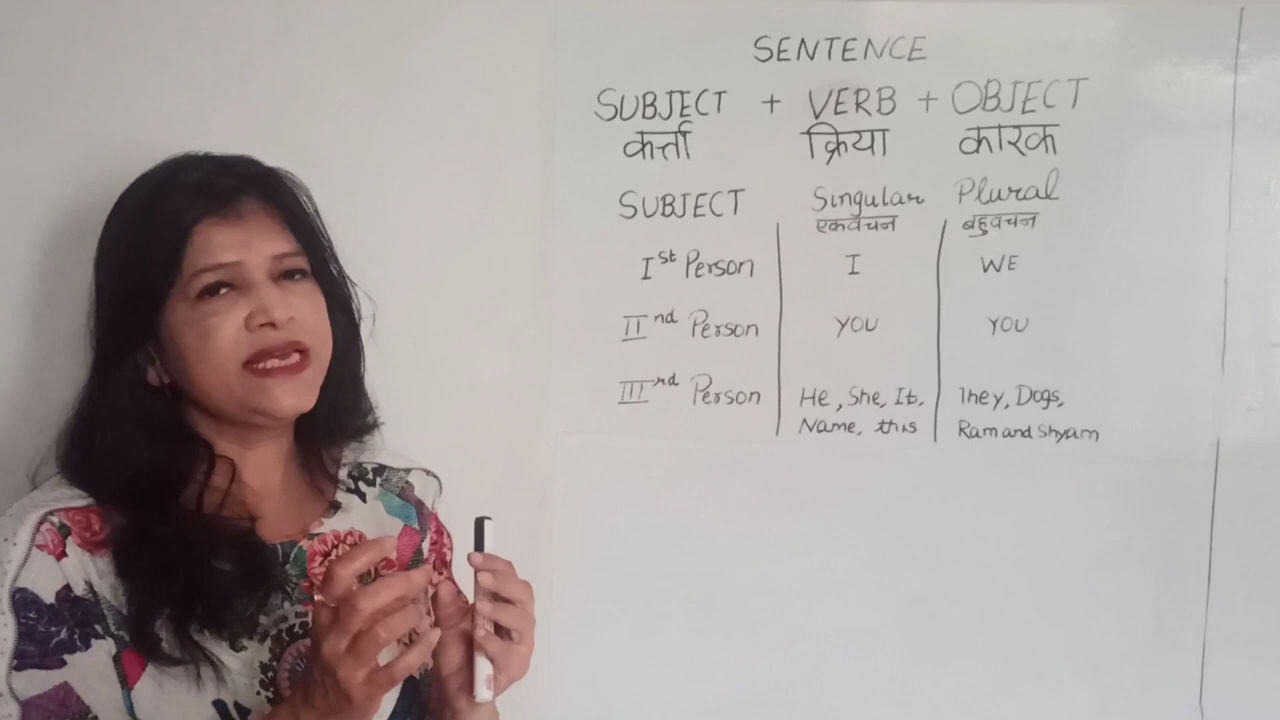 SENTENCE
SUBJECT + VERB + OBJECT
कर्त्ता क्रिया कारक
SUBJECT Singular Plural
एकवचन बहुवचन
Ist Person I WE
IInd Person YOU YOU
IIIrd Person He, She, It, They, Dogs,
Name, this Ram and Shyam